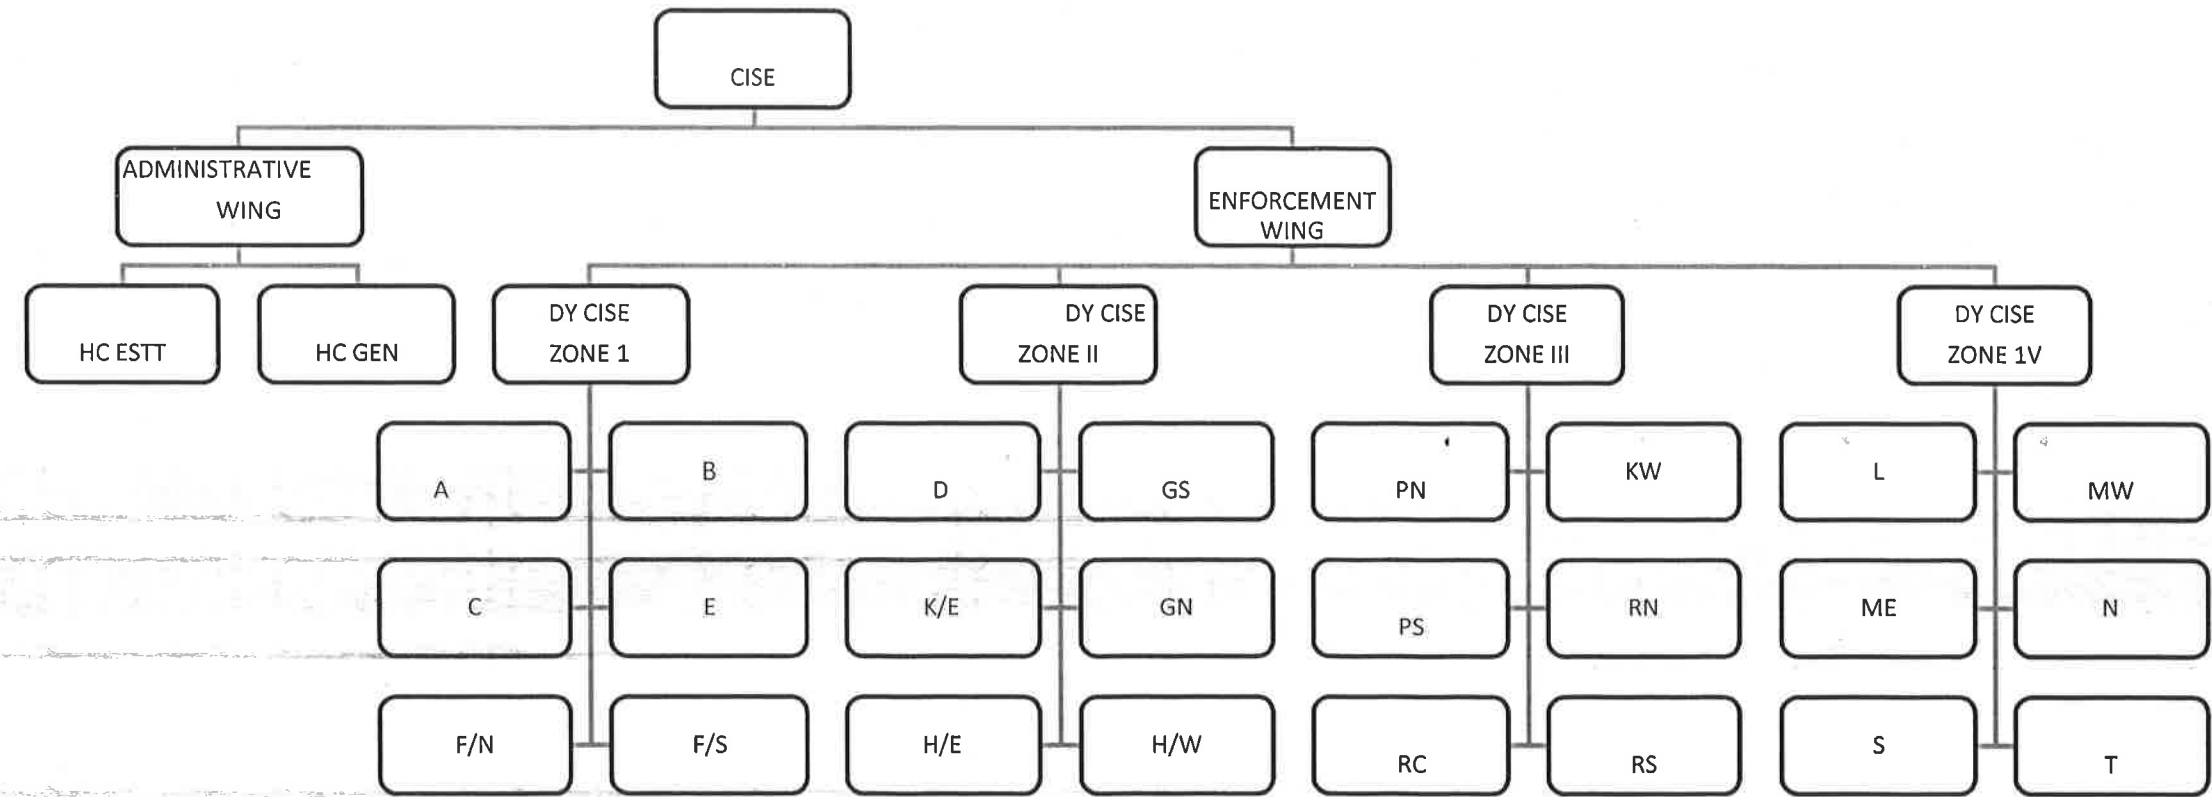 CISE
ADMINISTRATIVE
WING
ENFORCEMENT
WING
HC ESTT
HC GEN
DY CISE
ZONE 1
DY CISE
ZONE II
DY CISE
ZONE III
DY CISE
ZONE 1V
A
B
D
GS
PN
KW
L
MW
C
E
K/E
GN
PS
RN
ME
N
F/N
F/S
H/E
H/W
RC
RS
S
T